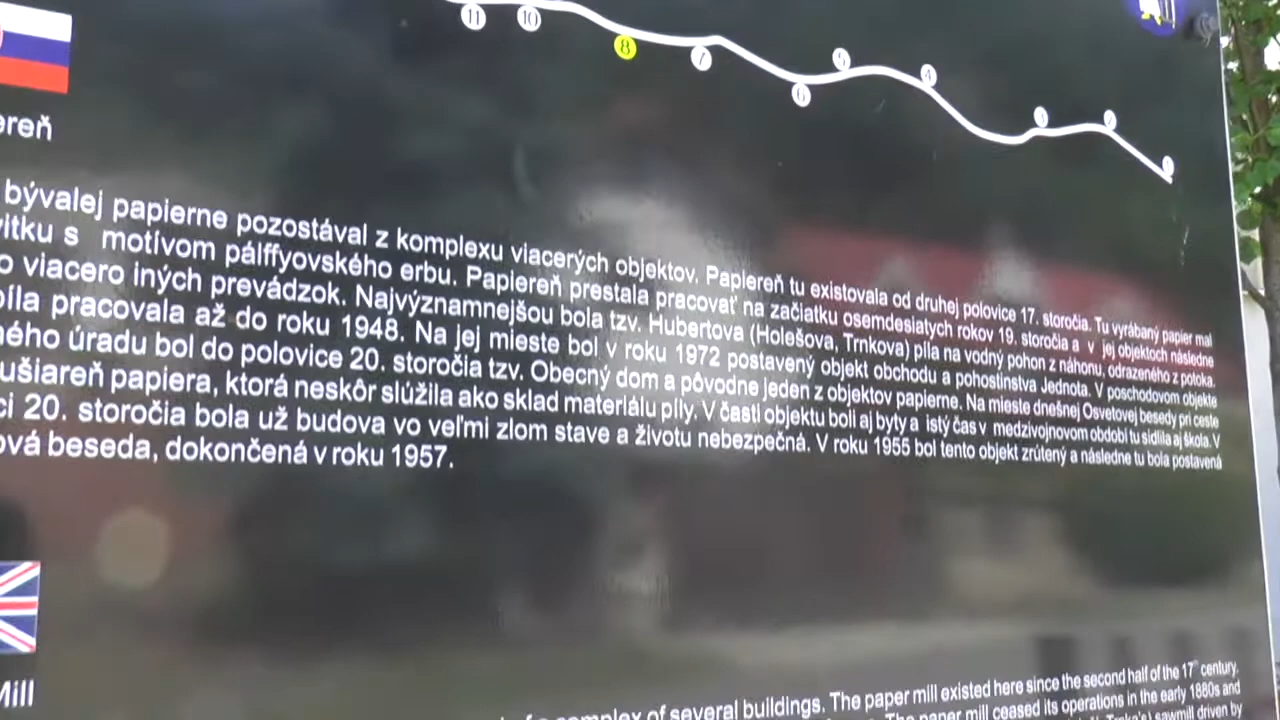 11 10 8 7 6 5 4 3 2
ereň
bývalej papierne pozostával z komplexu viacerých objektov. Papiereň tu existovala od druhej polovice 17. storočia. Tu vyrábaný papier mal
vitku s motívom pálffyovského erbu. Papiereň prestala pracovať na začiatku osemdesiatych rokov 19. storočia a v jej objektoch následne
o viacero iných prevádzok. Najvýznamnejšou bola tzv. Hubertova (Holešova, Trnkova) píla na vodný pohon z náhonu, odrazeného z potoka.
píla pracovala až do roku 1948. Na jej mieste bol v roku 1972 postavený objekt obchodu a pohostinstva Jednota. V poschodovom objekte
ného úradu bol do polovice 20. storočia tzv. Obecný dom a pôvodne jeden z objektov papierne. Na mieste dnešnej Osvetovej besedy pri ceste
ušiareň papiera, ktorá neskôr slúžila ako sklad materiálu píly. V časti objektu boli aj byty a istý čas v medzivojnovom období tu sídlila aj škola. V
ci 20. storočia bola už budova vo veľmi zlom stave a životu nebezpečná. V roku 1955 bol tento objekt zrútený a následne tu bola postavená
ová beseda, dokončená v roku 1957.
Mill
complex of several buildings. The paper mill existed here since the second half of the 17th century.
The paper mill ceased its operations in the early 1880s and
sawmill driven by